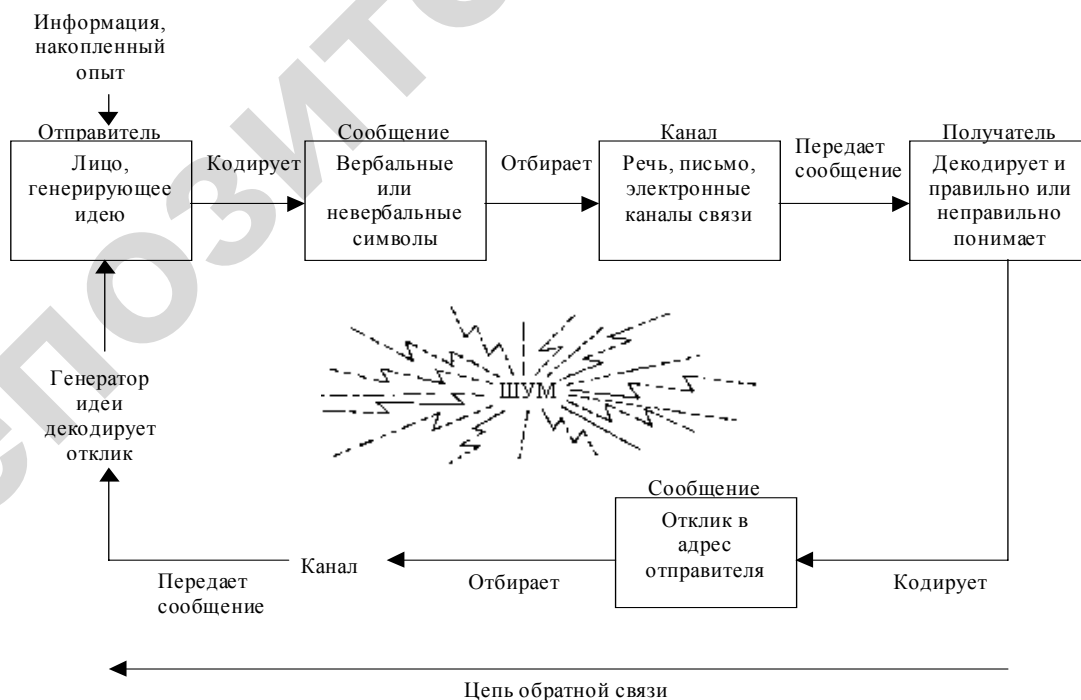 Информация,
накопленный
опыт
Отправитель
Лицо,
генерирующее
идею
Кодирует
Сообщение
Вербальные
или
невербальные
символы
Отбирает
Канал
Речь, письмо,
электронные
каналы связи
Передает
сообщение
Получатель
Декодирует и
правильно или
неправильно
понимает
ШУМ
Генератор
идеи
декодирует
отклик
Сообщение
Отклик в
адрес
отправителя
Кодирует
Отбирает
Канал
Передает
сообщение
Цепь обратной связи
епозито